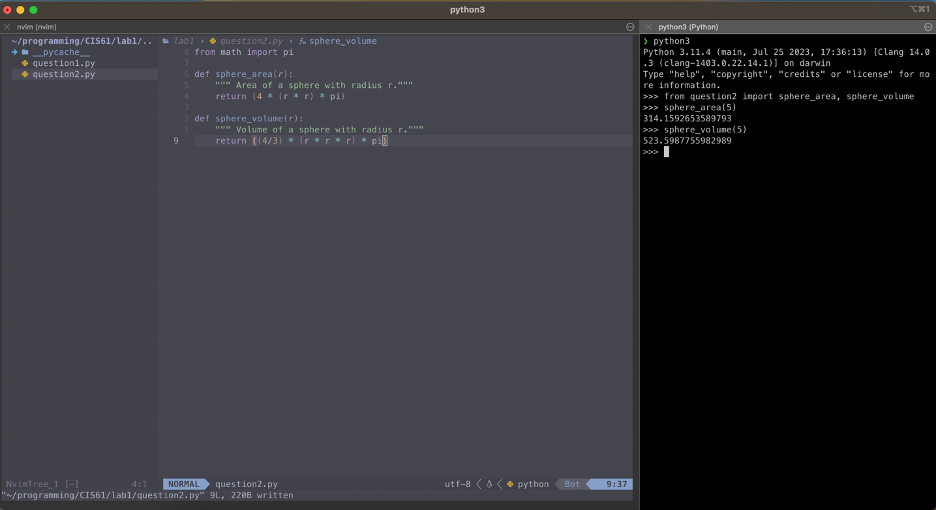 python3
⌥⌘1
nvim (nvim)
~/programming/CIS61/lab1/..
__pycache__
question1.py
question2.py
lab1 › question2.py › sphere_volume
8 from math import pi
7
6 def sphere_area(r):
5     """ Area of a sphere with radius r."""
4     return (4 * (r * r) * pi)
3
2 def sphere_volume(r):
1     """ Volume of a sphere with radius r."""
9     return ((4/3) * (r * r * r) * pi)
NvimTree_1 [-] 4:1
NORMAL question2.py utf-8 python Bot 9:37
"~/programming/CIS61/lab1/question2.py" 9L, 220B written
python3 (Python)
❯ python3
Python 3.11.4 (main, Jul 25 2023, 17:36:13) [Clang 14.0
.3 (clang-1403.0.22.14.1)] on darwin
Type "help", "copyright", "credits" or "license" for mo
re information.
>>> from question2 import sphere_area, sphere_volume
>>> sphere_area(5)
314.1592653589793
>>> sphere_volume(5)
523.5987755982989
>>>